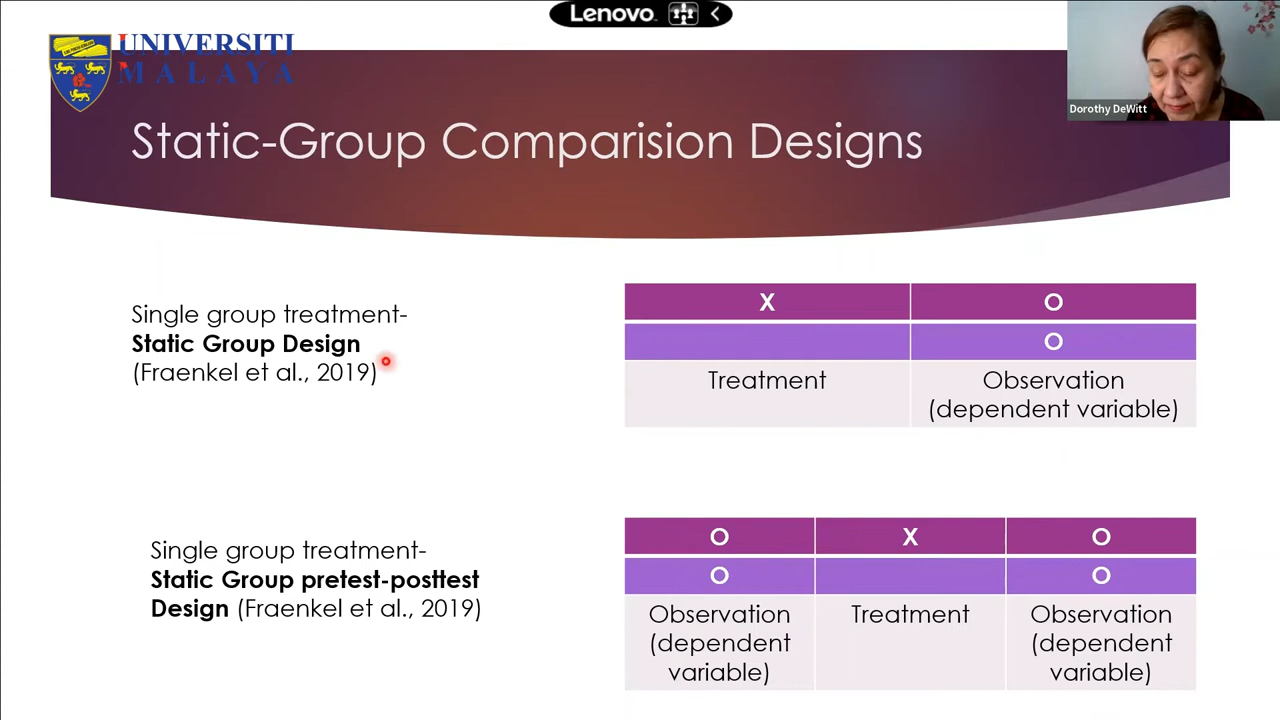 Lenovo
UNIVERSITI
MALAYA
Dorothy DeWitt
Static-Group Comparision Designs
Single group treatment-
Static Group Design
(Fraenkel et al., 2019)
X O
O
Treatment Observation
(dependent variable)
Single group treatment-
Static Group pretest-posttest
Design (Fraenkel et al., 2019)
O X O
O O
Observation Treatment Observation
(dependent (dependent
variable) variable)